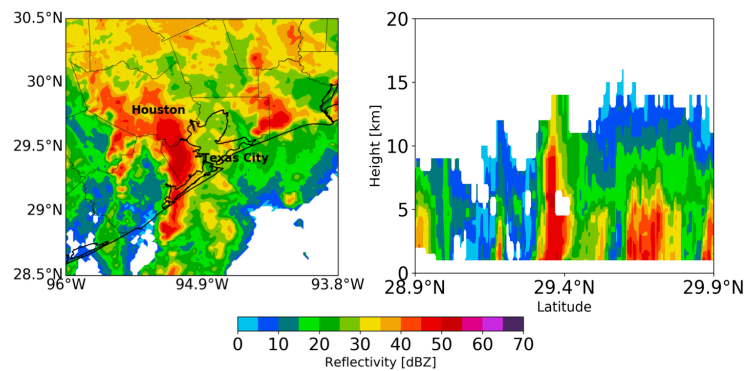 30.5°N
30°N
29.5°N
29°N
28.5°N
96°W
94.9°W
93.8°W
Houston
Texas City
Height [km]
20
15
10
5
0
28.9°N
29.4°N
29.9°N
Latitude
0 10 20 30 40 50 60 70
Reflectivity [dBZ]